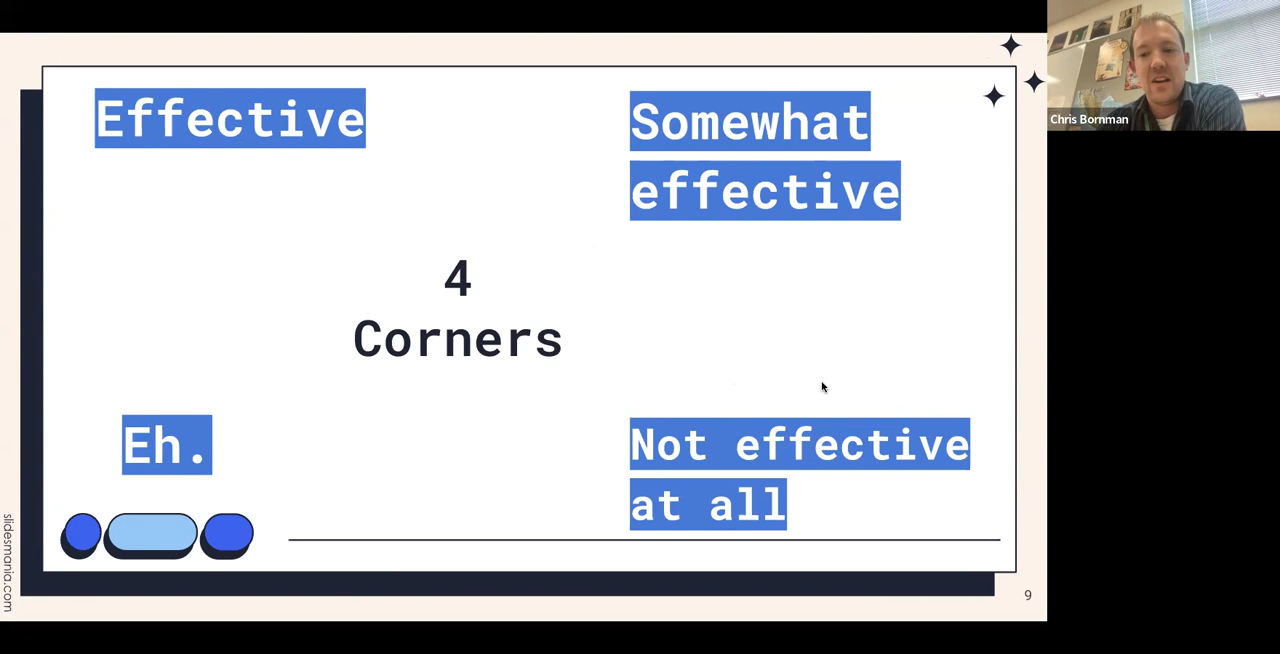 Effective
Somewhat
effective
Chris Bornman
4
Corners
Eh.
Not effective
at all
slidesmania.com
9